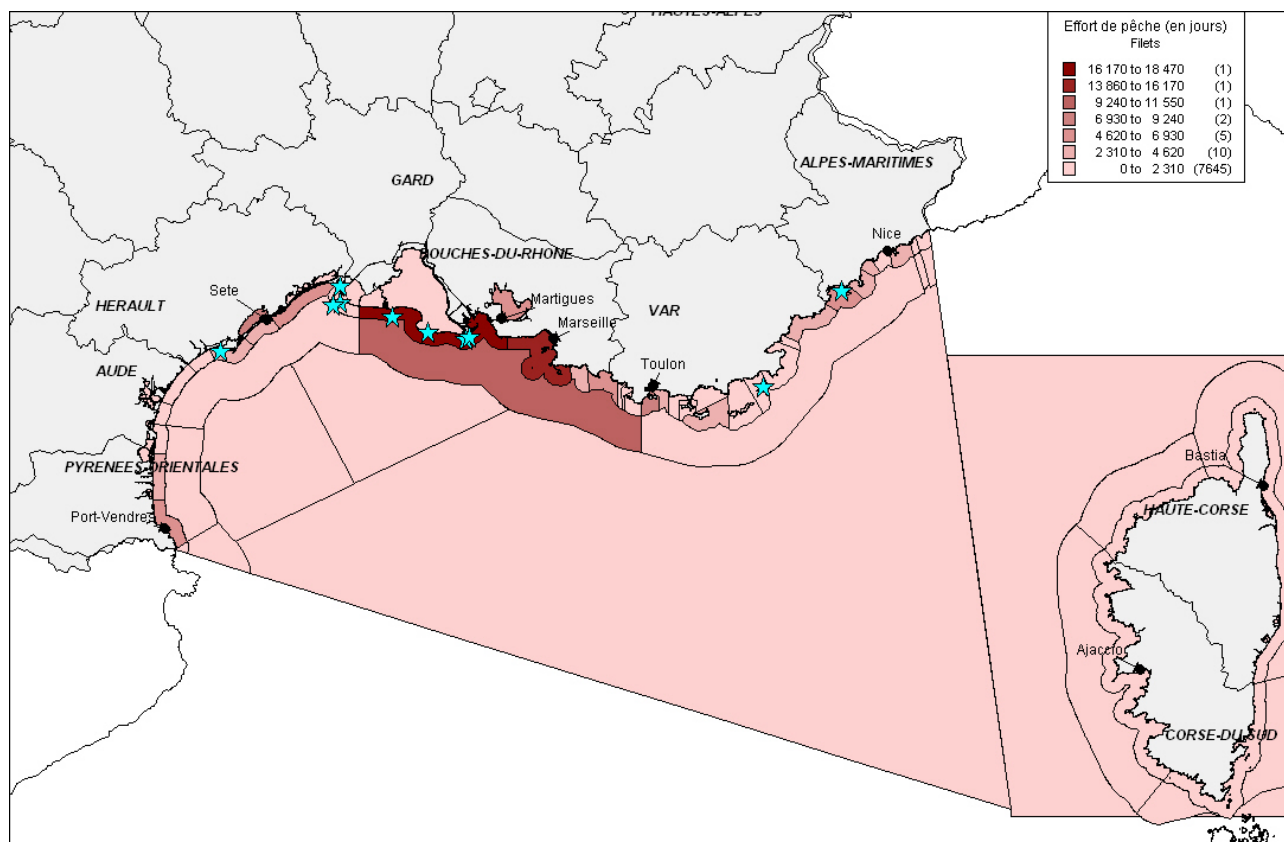 HAUTES-ALPES
Effort de pêche (en jours)
Filets
16 170 to 18 470 (1)
13 860 to 16 170 (1)
9 240 to 11 550 (1)
6 930 to 9 240 (2)
4 620 to 6 930 (5)
2 310 to 4 620 (10)
0 to 2 310 (7645)
ALPES-MARITIMES
GARD
Nice
BOUCHES-DU-RHONE
Sete
Martigues
HERAULT
VAR
Marseille
AUDE
Toulon
Bastia
PYRENEES-ORIENTALES
HAUTE-CORSE
Port-Vendres
Ajaccio
CORSE-DU-SUD